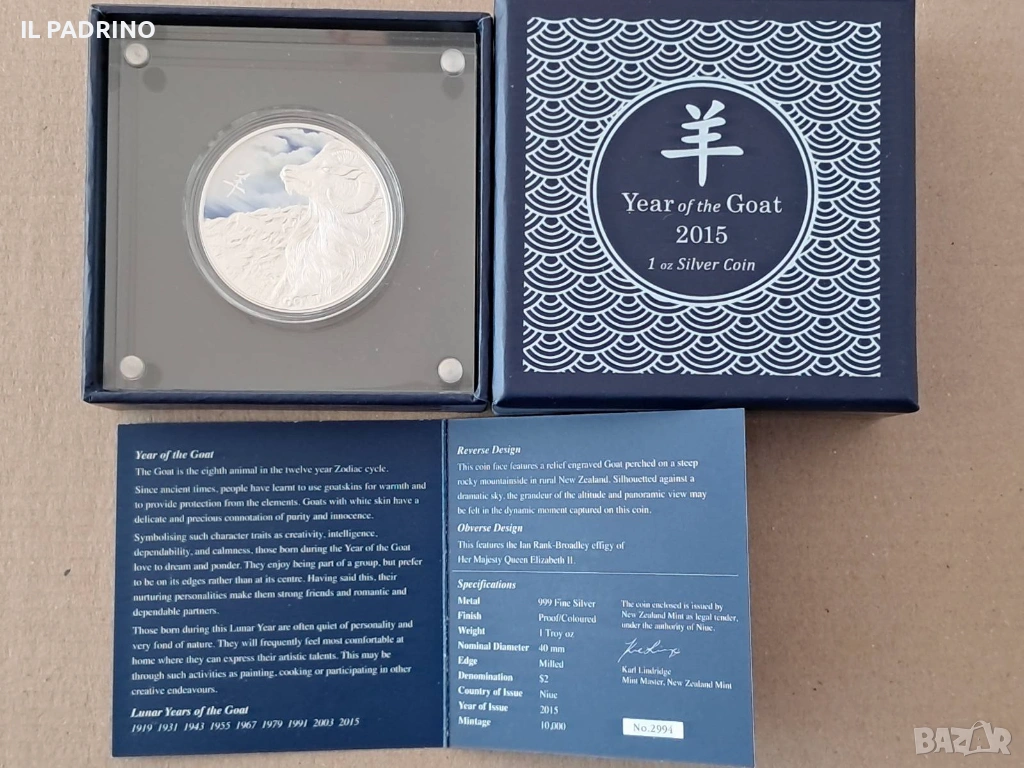 IL PADRINO
羊
Year of the Goat
2015
1 oz Silver Coin
Year of the Goat
The Goat is the eighth animal in the twelve year Zodiac cycle.
Since ancient times, people have learnt to use goatskins for warmth and
to provide protection from the elements. Goats with white skin have a
delicate and precious connotation of purity and innocence.
Symbolising such character traits as creativity, intelligence,
dependability, and calmness, those born during the Year of the Goat
love to dream and ponder. They enjoy being part of a group, but prefer
to be on its edges rather than at its centre. Having said this, their
nurturing personalities make them strong friends and romantic and
dependable partners.
Those born during this Lunar Year are often quiet of personality and
very fond of nature. They will frequently feel most comfortable at
home where they can express their artistic talents. This may be
through such activities as painting, cooking or participating in other
creative endeavours.
Lunar Years of the Goat
1919 1931 1943 1955 1967 1979 1991 2003 2015
Reverse Design
This coin face features a relief engraved Goat perched on a steep
rocky mountainside in rural New Zealand. Silhouetted against a
dramatic sky, the grandeur of the altitude and panoramic view may
be felt in the dynamic moment captured on this coin.
Obverse Design
This features the Ian Rank-Broadley effigy of
Her Majesty Queen Elizabeth II.
Specifications
Metal 999 Fine Silver
Finish Proof/Coloured
Weight 1 Troy oz
Nominal Diameter 40 mm
Edge Milled
Denomination $2
Country of Issue Niue
Year of Issue 2015
Mintage 10,000
The coin enclosed is issued by
New Zealand Mint as legal tender,
under the authority of Niue.
Karl Lindridge
Mint Master, New Zealand Mint
No.2994
BAZAR